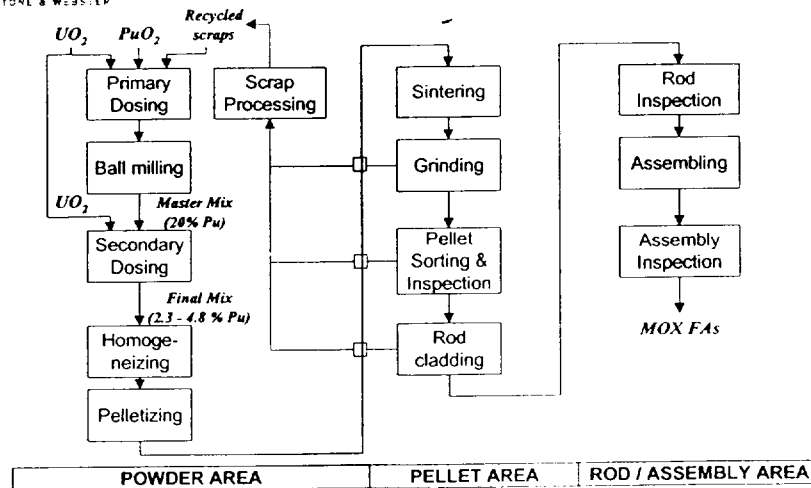 STONE & WEBSTER
UO2
PuO2
Recycled
scraps
Primary
Dosing
Ball milling
UO2
Master Mix
(20% Pu)
Secondary
Dosing
Final Mix
(2.3 - 4.8 % Pu)
Homoge-
neizing
Pelletizing
Scrap
Processing
Sintering
Grinding
Pellet
Sorting &
Inspection
Rod
cladding
Rod
Inspection
Assembling
Assembly
Inspection
MOX FAs
POWDER AREA
PELLET AREA
ROD / ASSEMBLY AREA